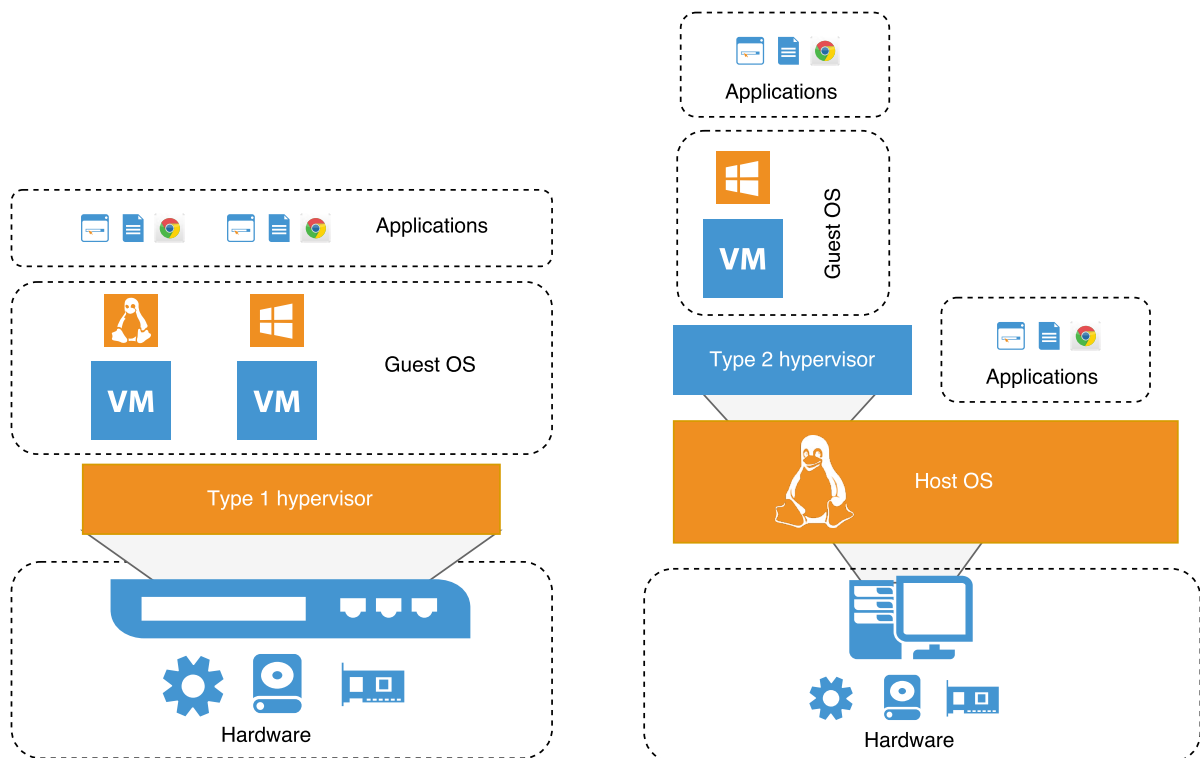 Applications
Guest OS
VM
VM
Type 1 hypervisor
Hardware
Applications
Guest OS
VM
Type 2 hypervisor
Applications
Host OS
Hardware